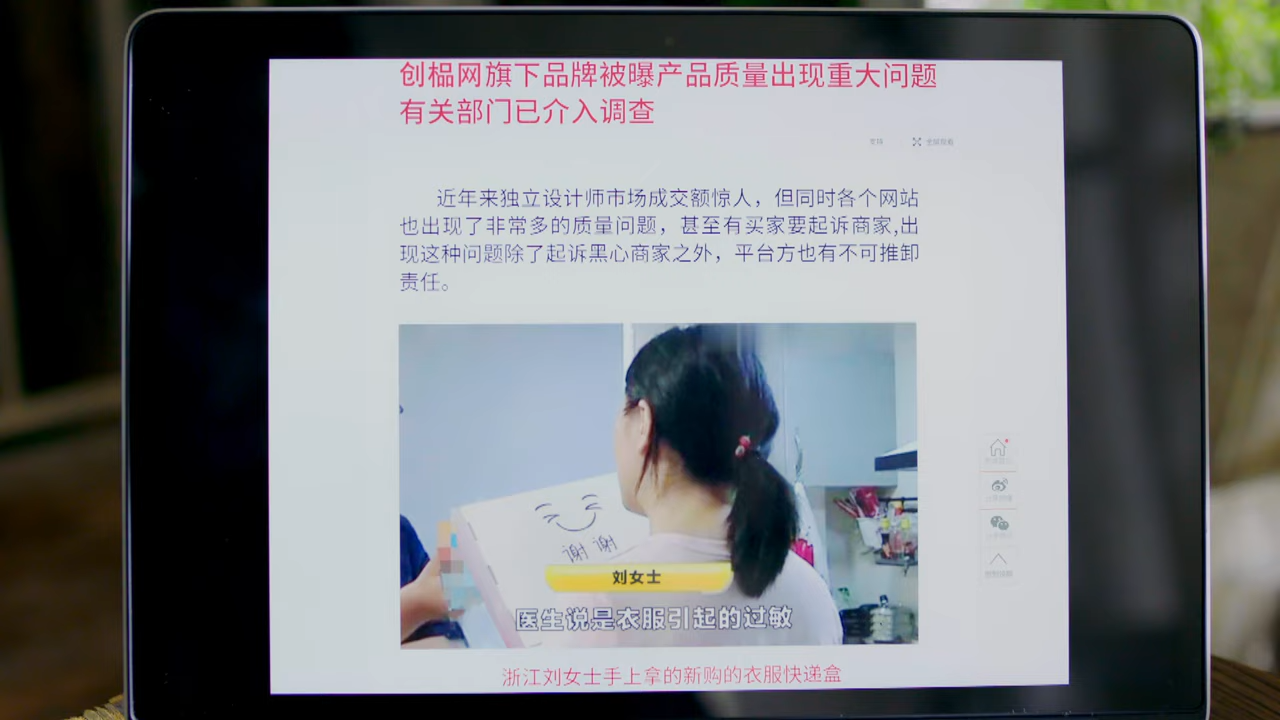 创榀网旗下品牌被曝产品质量出现重大问题
有关部门已介入调查
全屏观看
近年来独立设计师市场成交额惊人，但同时各个网站
也出现了非常多的质量问题，甚至有买家要起诉商家,出
现这种问题除了起诉黑心商家之外，平台方也有不可推卸
责任。
谢谢
刘女士
医生说是衣服引起的过敏
浙江刘女士手上拿的新购的衣服快递盒